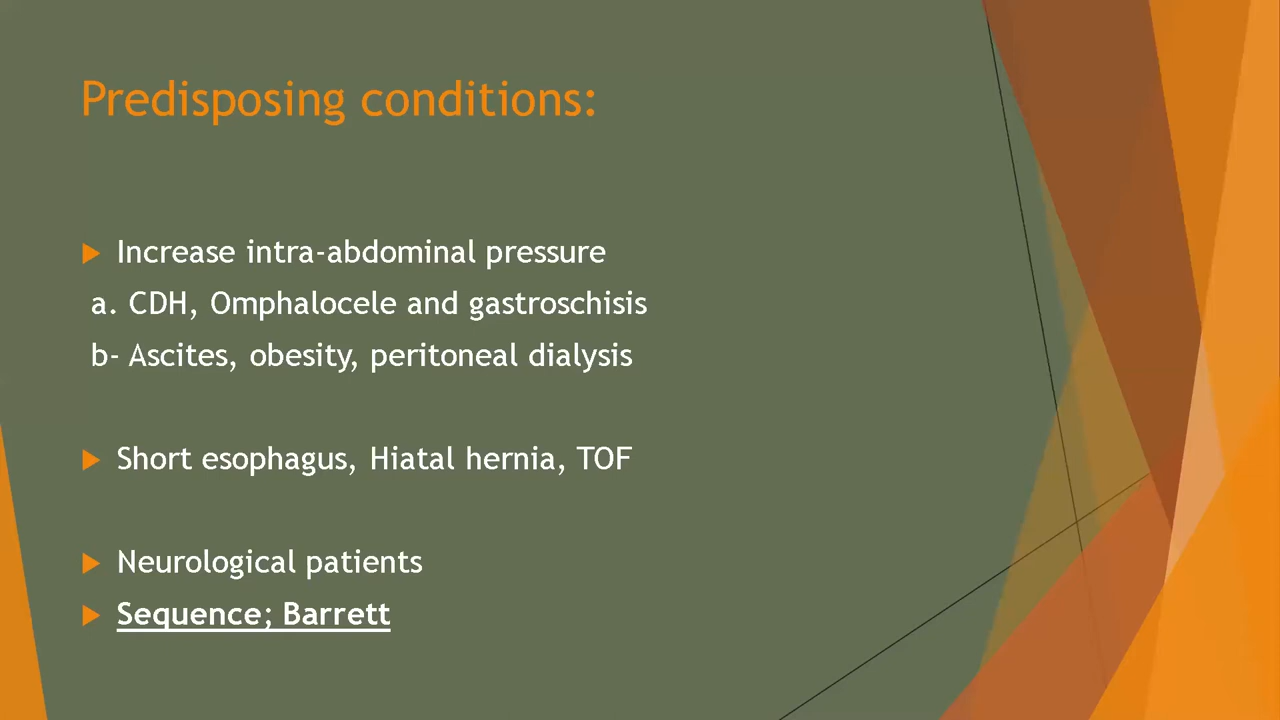 Predisposing conditions:
Increase intra-abdominal pressure
a. CDH, Omphalocele and gastroschisis
b- Ascites, obesity, peritoneal dialysis
Short esophagus, Hiatal hernia, TOF
Neurological patients
Sequence; Barrett